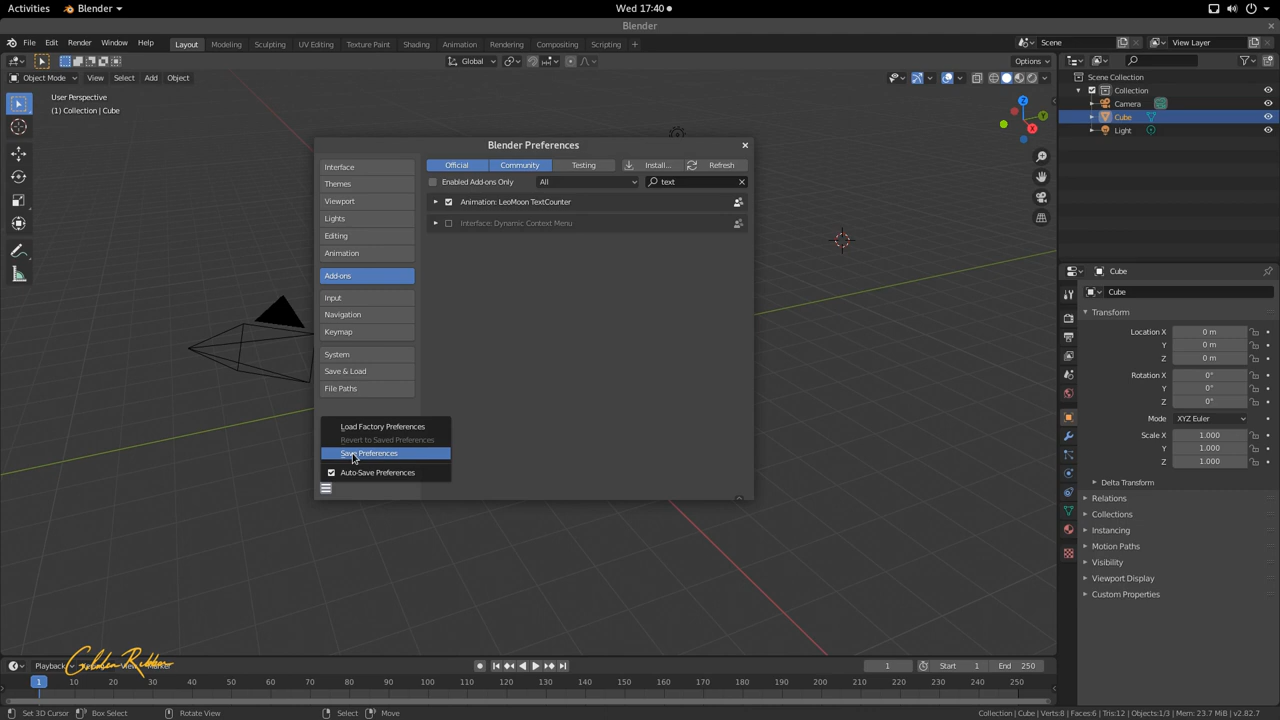 Activities Blender Wed 17:40
Blender
File Edit Render Window Help Layout Modeling Sculpting UV Editing Texture Paint Shading Animation Rendering Compositing Scripting + Scene View Layer
Global Options
Object Mode View Select Add Object
User Perspective
(1) Collection | Cube
Scene Collection
Collection
Camera
Cube
Light
Z
Y
X
Blender Preferences
Interface
Themes
Viewport
Lights
Editing
Animation
Add-ons
Input
Navigation
Keymap
System
Save & Load
File Paths
Official Community Testing Install... Refresh
Enabled Add-ons Only All text
Animation: LeoMoon TextCounter
Interface: Dynamic Context Menu
Load Factory Preferences
Revert to Saved Preferences
Save Preferences
Auto-Save Preferences
Cube
Cube
Transform
Location X 0 m
Y 0 m
Z 0 m
Rotation X 0°
Y 0°
Z 0°
Mode XYZ Euler
Scale X 1.000
Y 1.000
Z 1.000
Delta Transform
Relations
Collections
Instancing
Motion Paths
Visibility
Viewport Display
Custom Properties
Playback View Marker 1 Start 1 End 250
1 10 20 30 40 50 60 70 80 90 100 110 120 130 140 150 160 170 180 190 200 210 220 230 240 250
Set 3D Cursor Box Select Rotate View Select Move Collection | Cube | Verts:8 | Faces:6 | Tris:12 | Objects:1/3 | Mem: 23.7 MiB | v2.82.7